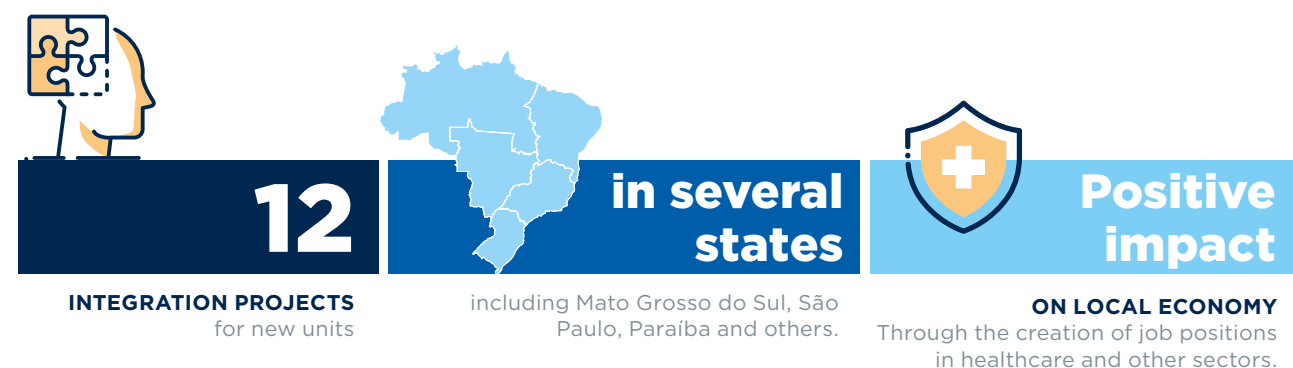 12
INTEGRATION PROJECTS
for new units
in several
states
including Mato Grosso do Sul, São
Paulo, Paraíba and others.
Positive
impact
ON LOCAL ECONOMY
Through the creation of job positions
in healthcare and other sectors.